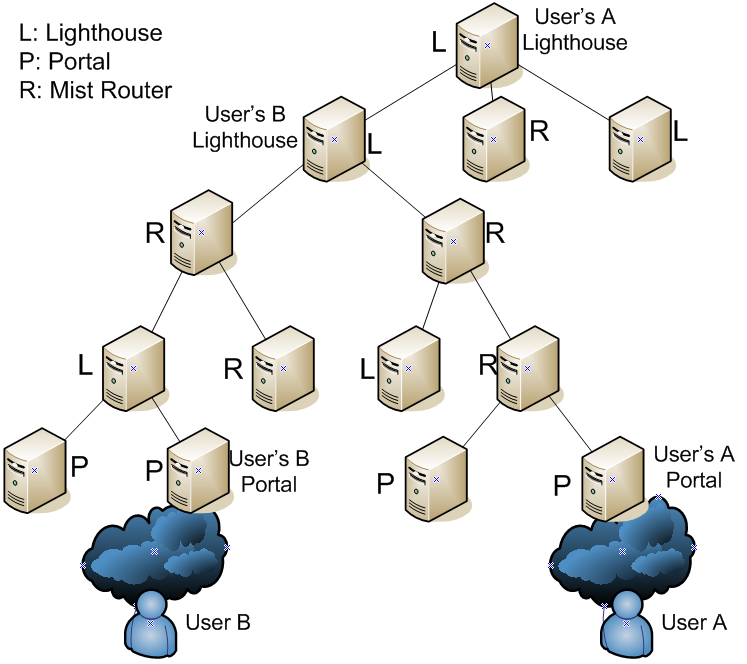 L: Lighthouse
P: Portal
R: Mist Router
User's A
Lighthouse
L
User's B
Lighthouse
L
R
L
R
R
L
R
L
R
P
P
User's B
Portal
P
P
User's A
Portal
User B
User A